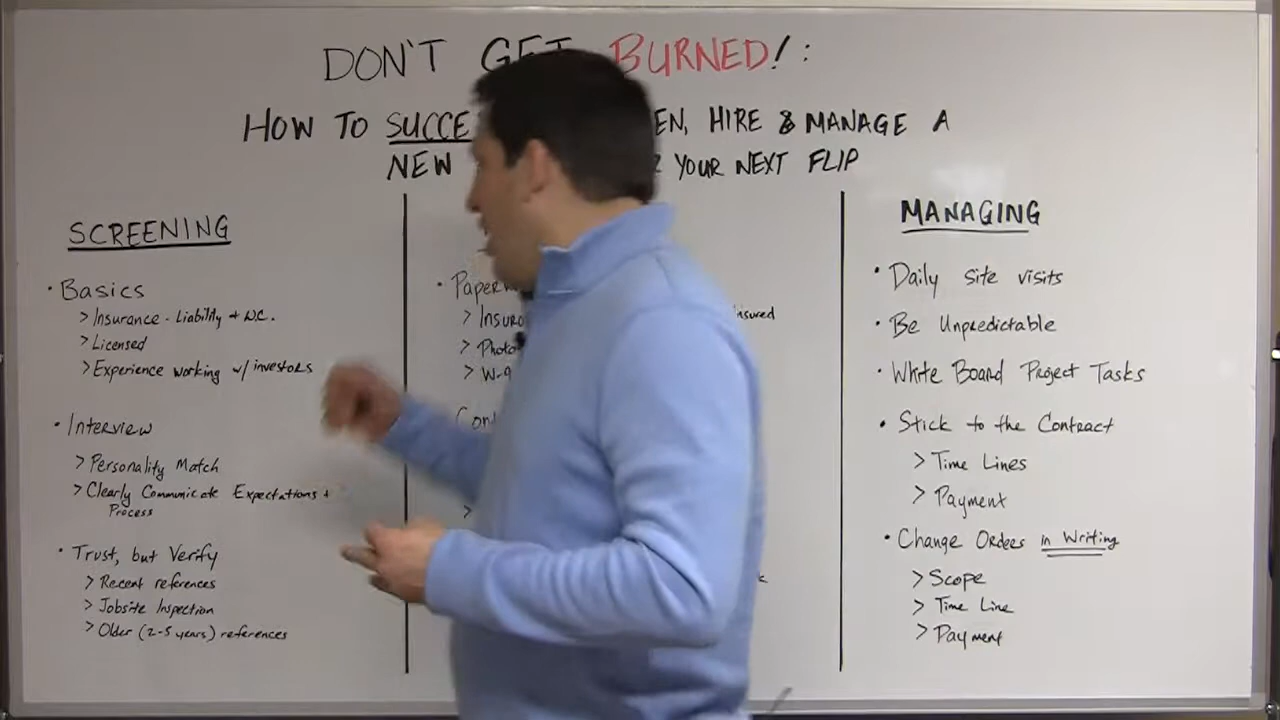 DON'T GET BURNED!:
HOW TO EN, HIRE & MANAGE A
NEW YOUR NEXT FLIP
SCREENING
· Basics
> Insurance - Liability + W.C.
> Licensed
> Experience working w/ investors
· Interview
> Personality Match
> Clearly Communicate Expectations +
Process
· Trust, but Verify
> Recent references
> Jobsite Inspection
> Older (2-5 years) references
>
> Photo
> W-9
>
MANAGING
· Daily site visits
· Be Unpredictable
· White Board Project Tasks
· Stick to the Contract
> Time Lines
> Payment
· Change Orders in Writing
> Scope
> Time Line
> Payment